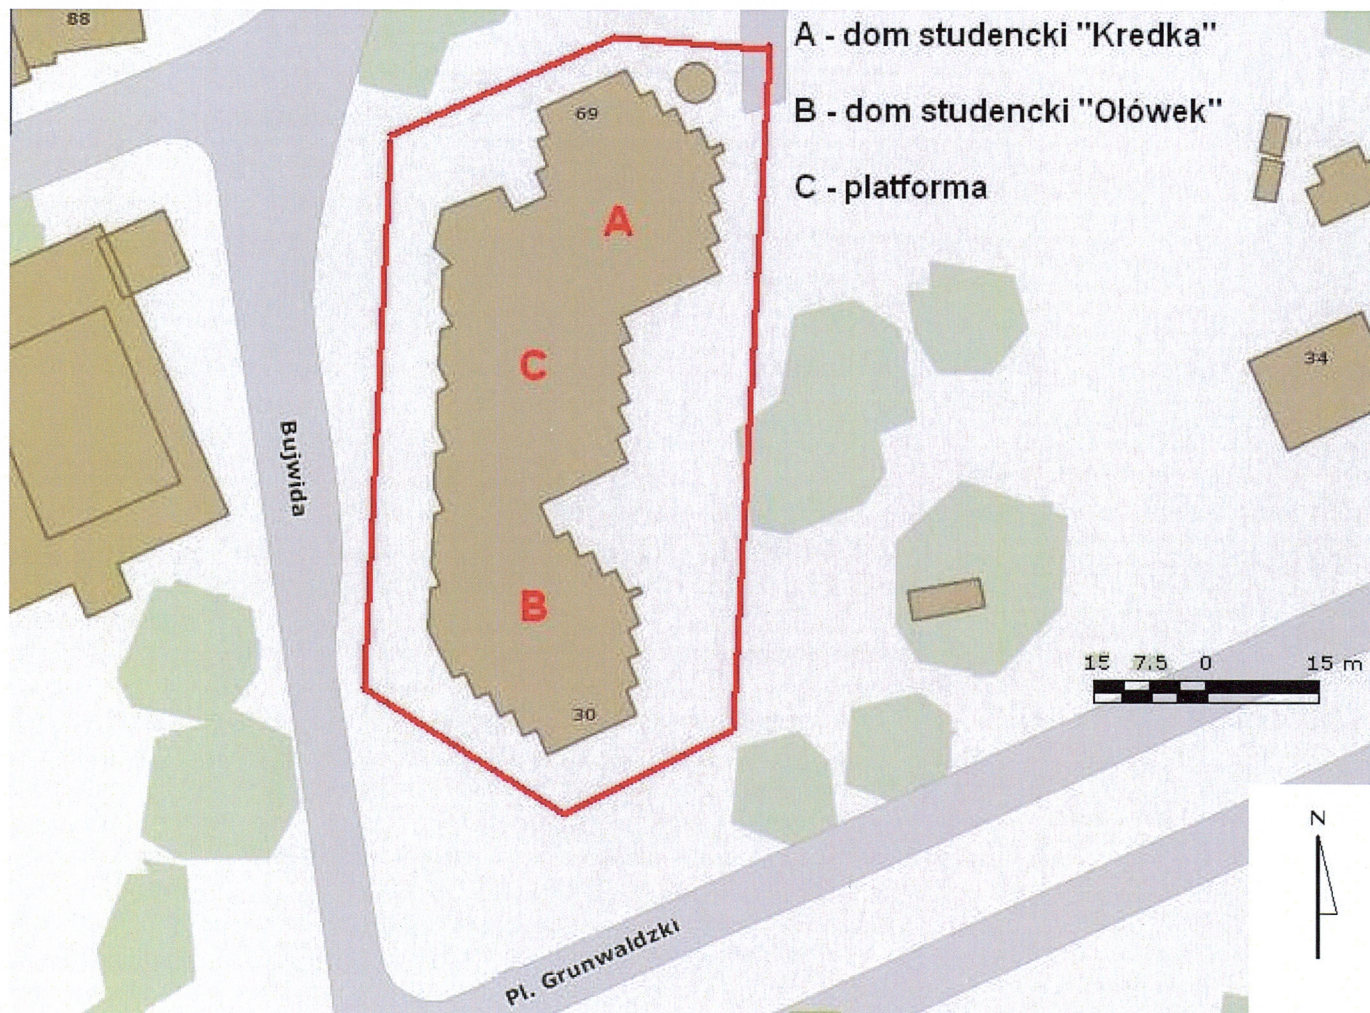 88
A - dom studencki "Kredka"
B - dom studencki "Ołówek"
C - platforma
69
A
C
34
Bujwida
B
30
15 7.5 0 15 m
N
Pl. Grunwaldzki